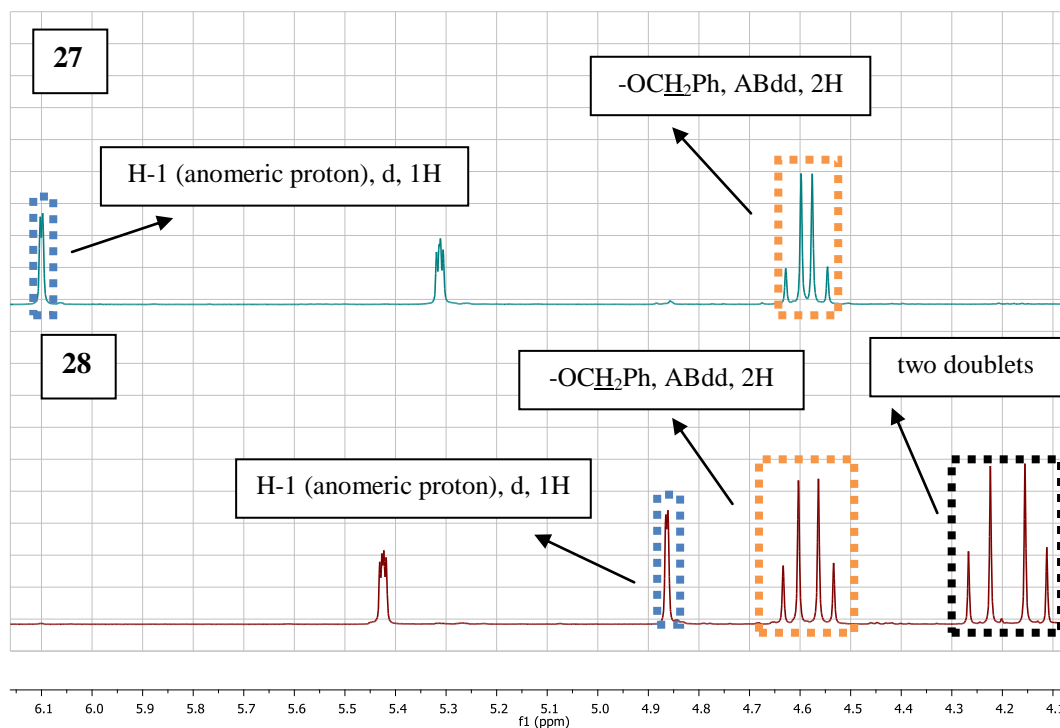 27
-OCH₂Ph, ABdd, 2H
H-1 (anomeric proton), d, 1H
28
-OCH₂Ph, ABdd, 2H
two doublets
H-1 (anomeric proton), d, 1H
6.1 6.0 5.9 5.8 5.7 5.6 5.5 5.4 5.3 5.2 5.1 5.0 4.9 4.8 4.7 4.6 4.5 4.4 4.3 4.2
f1 (ppm)